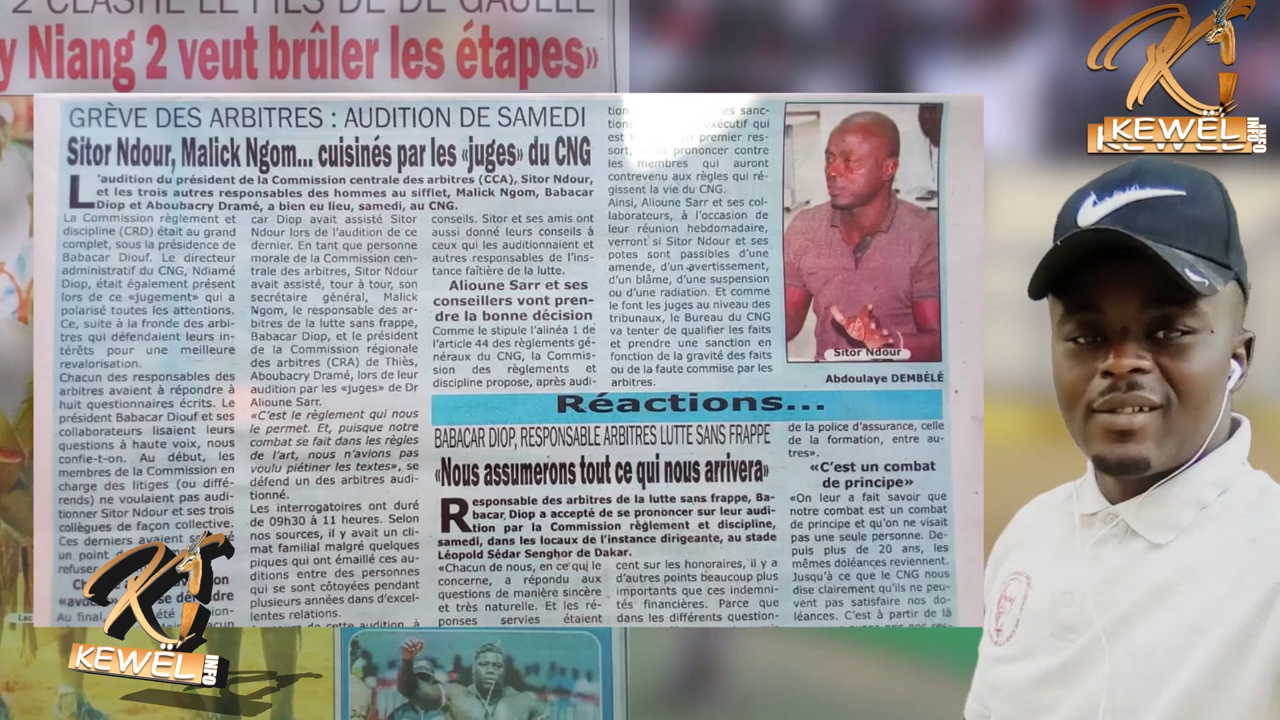 2 CLASHE LE FILS DE DE GAULLE
y Niang 2 veut brûler les étapes»
GRÈVE DES ARBITRES : AUDITION DE SAMEDI
Sitor Ndour, Malick Ngom... cuisinés par les «juges» du CNG
L'audition du président de la Commission centrale des arbitres (CCA), Sitor Ndour,
et les trois autres responsables des hommes au sifflet, Malick Ngom, Babacar
Diop et Aboubacry Dramé, a bien eu lieu, samedi, au CNG.
La Commission règlement et
discipline (CRD) était au grand
complet, sous la présidence de
Babacar Diouf. Le directeur
administratif du CNG, Ndiamé
Diop, était également présent
lors de ce «jugement» qui a
polarisé toutes les attentions.
Ce, suite à la fronde des arbi-
tres qui défendaient leurs in-
térêts pour une meilleure
revalorisation.
Chacun des responsables des
arbitres avaient à répondre à
huit questionnaires écrits. Le
président Babacar Diouf et ses
collaborateurs lisaient leurs
questions à haute voix, nous
confie-t-on. Au début, les
membres de la Commission en
charge des litiges (ou diffé-
rends) ne voulaient pas audi-
tionner Sitor Ndour et ses trois
collègues de façon collective.
Ces derniers avaient
un point
refuser
se défendre
Au final,
car Diop avait assisté Sitor
Ndour lors de l'audition de ce
dernier. En tant que personne
morale de la Commission cen-
trale des arbitres, Sitor Ndour
avait assisté, tour à tour, son
secrétaire général, Malick
Ngom, le responsable des ar-
bitres de la lutte sans frappe,
Babacar Diop, et le président
de la Commission régionale
des arbitres (CRA) de Thiès,
Aboubacry Dramé, lors de leur
audition par les «juges» de Dr
Alioune Sarr.
«C'est le règlement qui nous
le permet. Et, puisque notre
combat se fait dans les règles
de l'art, nous n'avions pas
voulu piétiner les textes», se
défend un des arbitres audi-
tionné.
Les interrogatoires ont duré
de 09h30 à 11 heures. Selon
nos sources, il y avait un cli-
mat familial malgré quelques
piques qui ont émaillé ces au-
ditions entre des personnes
qui se sont côtoyées pendant
plusieurs années dans d'excel-
lentes relations.
de cette audition, à
conseils. Sitor et ses amis ont
aussi donné leurs conseils à
ceux qui les auditionnaient et
autres responsables de l'ins-
tance faîtière de la lutte.
Alioune Sarr et ses
conseillers vont pren-
dre la bonne décision
Comme le stipule l'alinéa 1 de
l'article 44 des règlements gé-
néraux du CNG, la Commis-
sion des règlements et
discipline propose, après audi-
tion sanc-
tion exécutif qui
est premier res-
sort, prononcer contre
les membres qui auront
contrevenu aux règles qui ré-
gissent la vie du CNG.
Ainsi, Alioune Sarr et ses col-
laborateurs, à l'occasion de
leur réunion hebdomadaire,
verront si Sitor Ndour et ses
potes sont passibles d'une
amende, d'un avertissement,
d'un blâme, d'une suspension
ou d'une radiation. Et comme
le font les juges au niveau des
tribunaux, le Bureau du CNG
va tenter de qualifier les faits
et prendre une sanction en
fonction de la gravité des faits
ou de la faute commise par les
arbitres.
Sitor Ndour
Abdoulaye DEMBÉLÉ
Réactions...
BABACAR DIOP, RESPONSABLE ARBITRES LUTTE SANS FRAPPE
«Nous assumerons tout ce qui nous arrivera»
Responsable des arbitres de la lutte sans frappe, Ba-
bacar, Diop a accepté de se prononcer sur leur audi-
tion par la Commission règlement et discipline,
samedi, dans les locaux de l'instance dirigeante, au stade
Léopold Sédar Senghor de Dakar.
«Chacun de nous, en ce qui le
concerne, a répondu aux
questions de manière sincère
et très naturelle. Et les ré-
ponses servies étaient
cent sur les honoraires, il y a
d'autres points beaucoup plus
importants que ces indemni-
tés financières. Parce que
dans les différents question-
de la police d'assurance, celle
de la formation, entre au-
tres».
«C'est un combat
de principe»
«On leur a fait savoir que
notre combat est un combat
de principe et qu'on ne visait
pas une seule personne. De-
puis plus de 20 ans, les
mêmes doléances reviennent.
Jusqu'à ce que le CNG nous
dise clairement qu'ils ne peu-
vent pas satisfaire nos do-
léances. C'est à partir de là
KEWËL INFO
KEWËL INFO